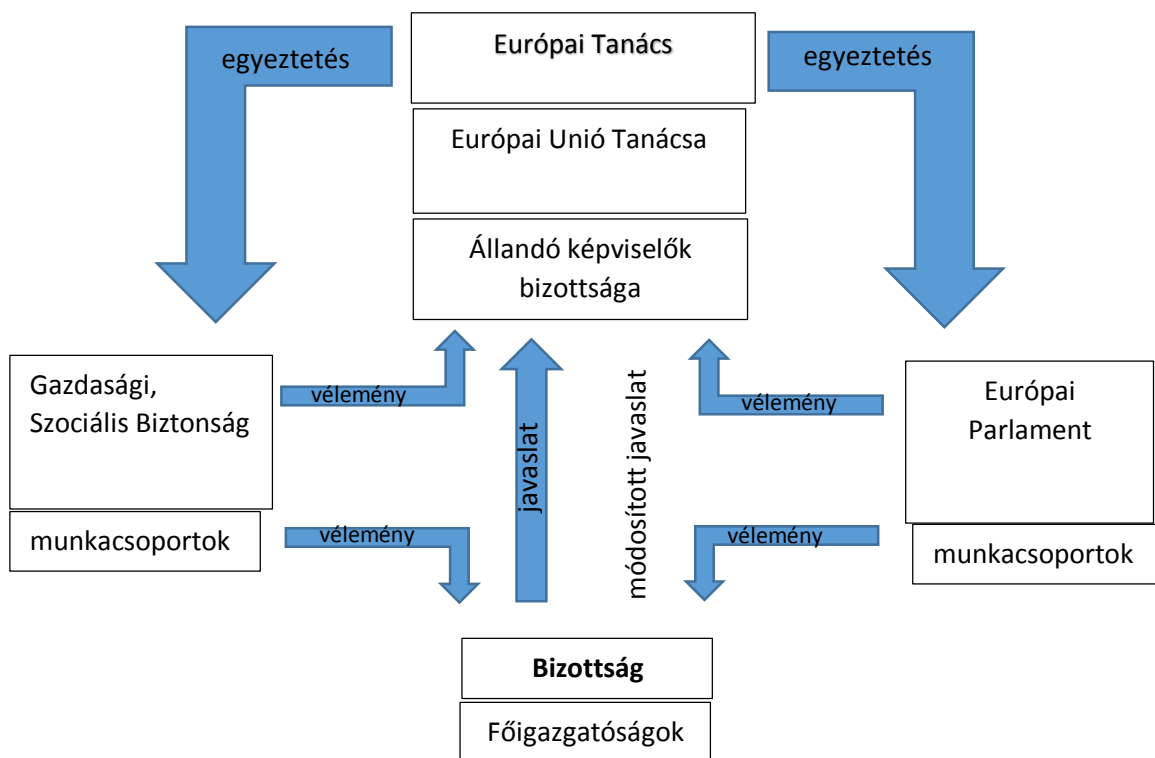 egyeztetés
Európai Tanács
egyeztetés
Európai Unió Tanácsa
Állandó képviselők
bizottsága
Gazdasági,
Szociális Biztonság
vélemény
javaslat
módosított javaslat
vélemény
Európai
Parlament
munkacsoportok
vélemény
vélemény
munkacsoportok
Bizottság
Főigazgatóságok